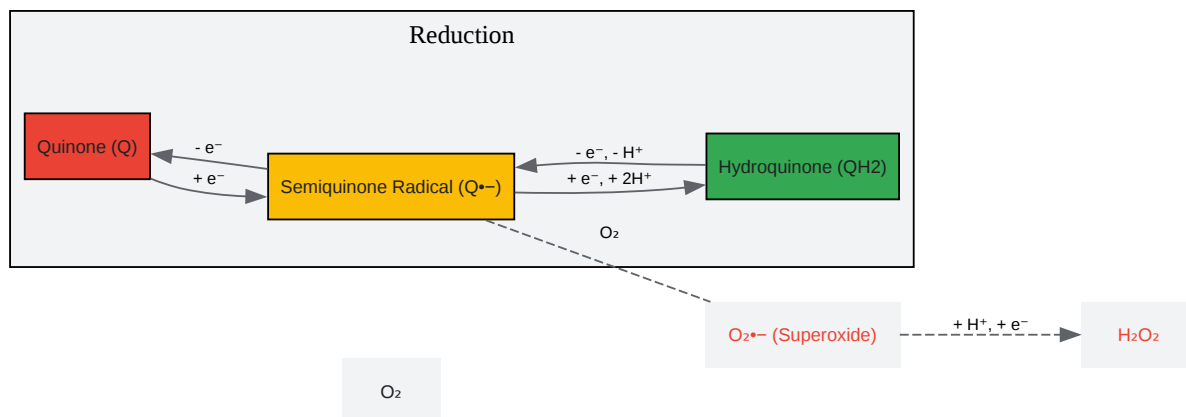 Reduction
Quinone (Q)
- e⁻
+ e⁻
Semiquinone Radical (Q•−)
- e⁻, - H⁺
+ e⁻, + 2H⁺
Hydroquinone (QH2)
O₂
O₂•− (Superoxide)
+ H⁺, + e⁻
H₂O₂
O₂